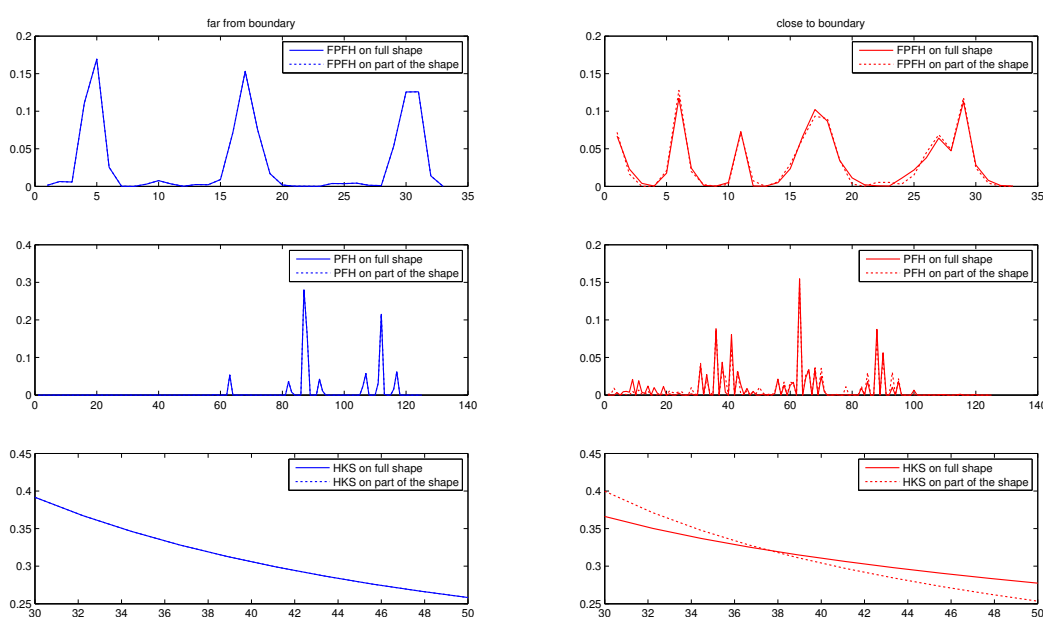 far from boundary
close to boundary
0.2
0.15
0.1
0.05
0
0 5 10 15 20 25 30 35
FPFH on full shape
FPFH on part of the shape
0.2
0.15
0.1
0.05
0
0 5 10 15 20 25 30 35
FPFH on full shape
FPFH on part of the shape
0.4
0.3
0.2
0.1
0
0 20 40 60 80 100 120 140
PFH on full shape
PFH on part of the shape
0.2
0.15
0.1
0.05
0
0 20 40 60 80 100 120 140
PFH on full shape
PFH on part of the shape
0.45
0.4
0.35
0.3
0.25
30 32 34 36 38 40 42 44 46 48 50
HKS on full shape
HKS on part of the shape
0.45
0.4
0.35
0.3
0.25
30 32 34 36 38 40 42 44 46 48 50
HKS on full shape
HKS on part of the shape